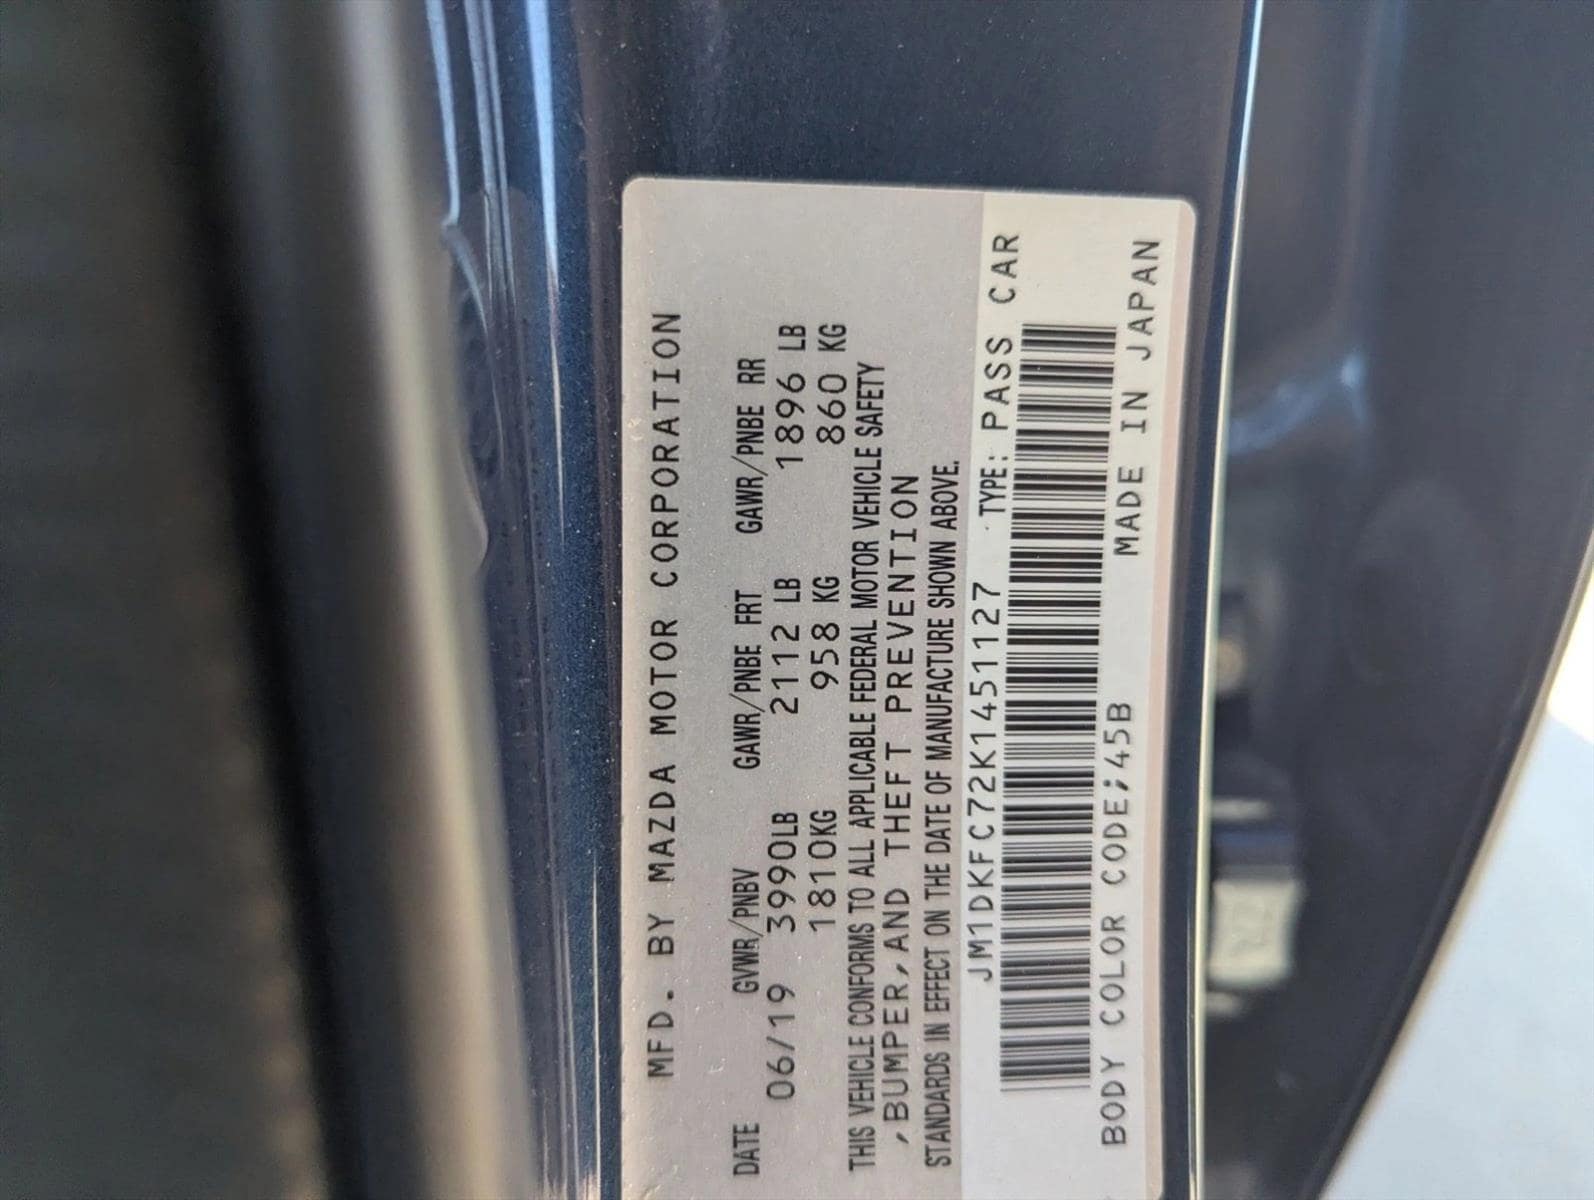 MFD. BY MAZDA MOTOR CORPORATION
DATE GVWR/PNBV GAWR/PNBE FRT GAWR/PNBE RR
06/19 3990LB 2112 LB 1896 LB
1810KG 958 KG 860 KG
THIS VEHICLE CONFORMS TO ALL APPLICABLE FEDERAL MOTOR VEHICLE SAFETY
,BUMPER,AND THEFT PREVENTION
STANDARDS IN EFFECT ON THE DATE OF MANUFACTURE SHOWN ABOVE.
JM1DKFC72K1451127 TYPE: PASS CAR
BODY COLOR CODE;45B MADE IN JAPAN